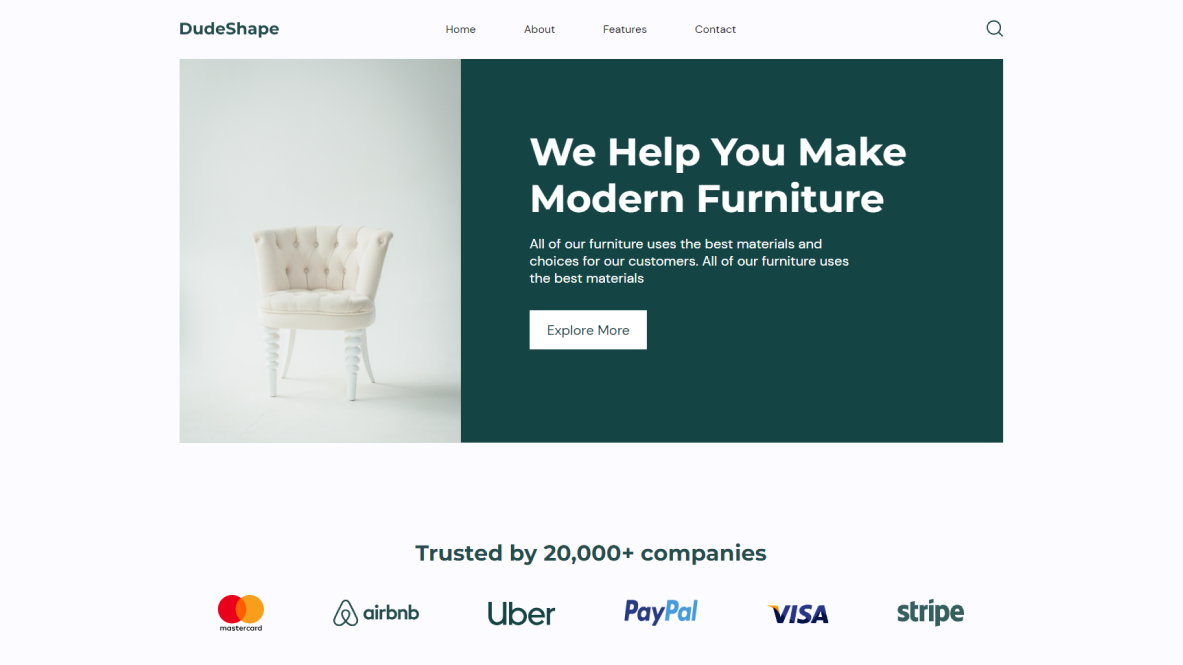 DudeShape
Home
About
Features
Contact
We Help You Make
Modern Furniture
All of our furniture uses the best materials and
choices for our customers. All of our furniture uses
the best materials
Explore More
Trusted by 20,000+ companies
mastercard
airbnb
Uber
PayPal
VISA
stripe